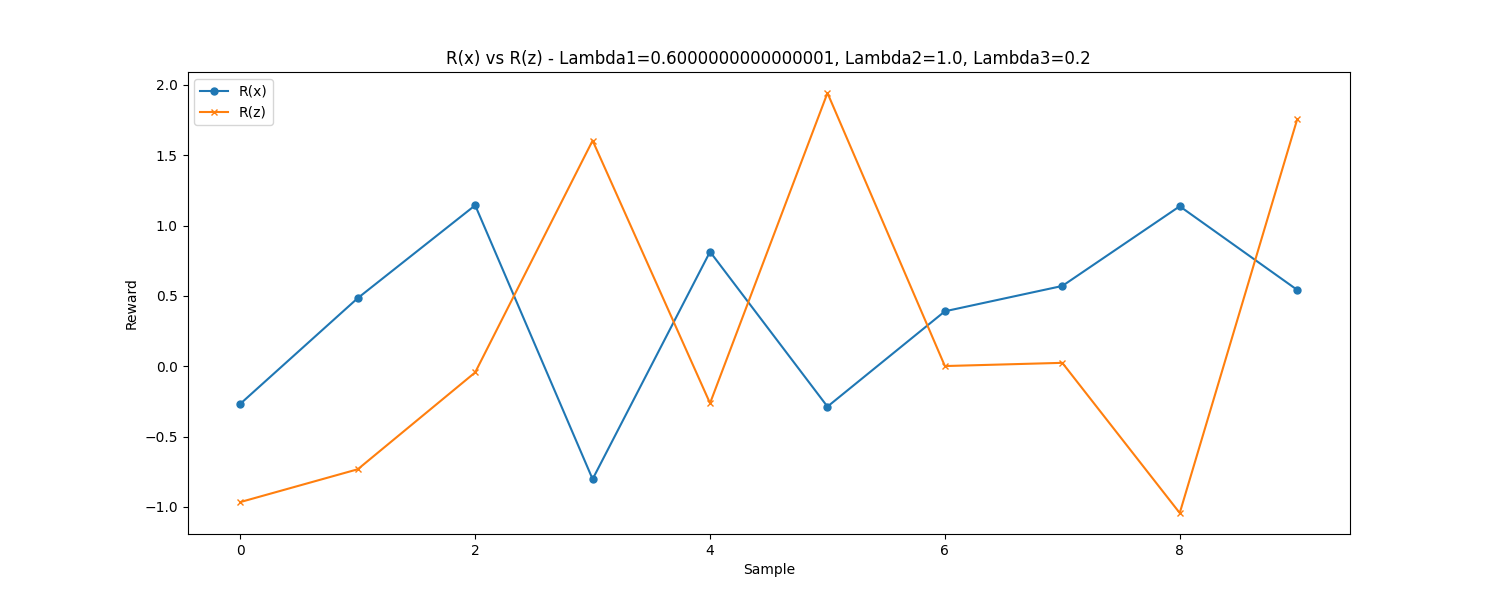 R(x) vs R(z) - Lambda1=0.6000000000000001, Lambda2=1.0, Lambda3=0.2
R(x)
R(z)
2.0
1.5
1.0
0.5
0.0
−0.5
−1.0
Reward
0 2 4 6 8
Sample